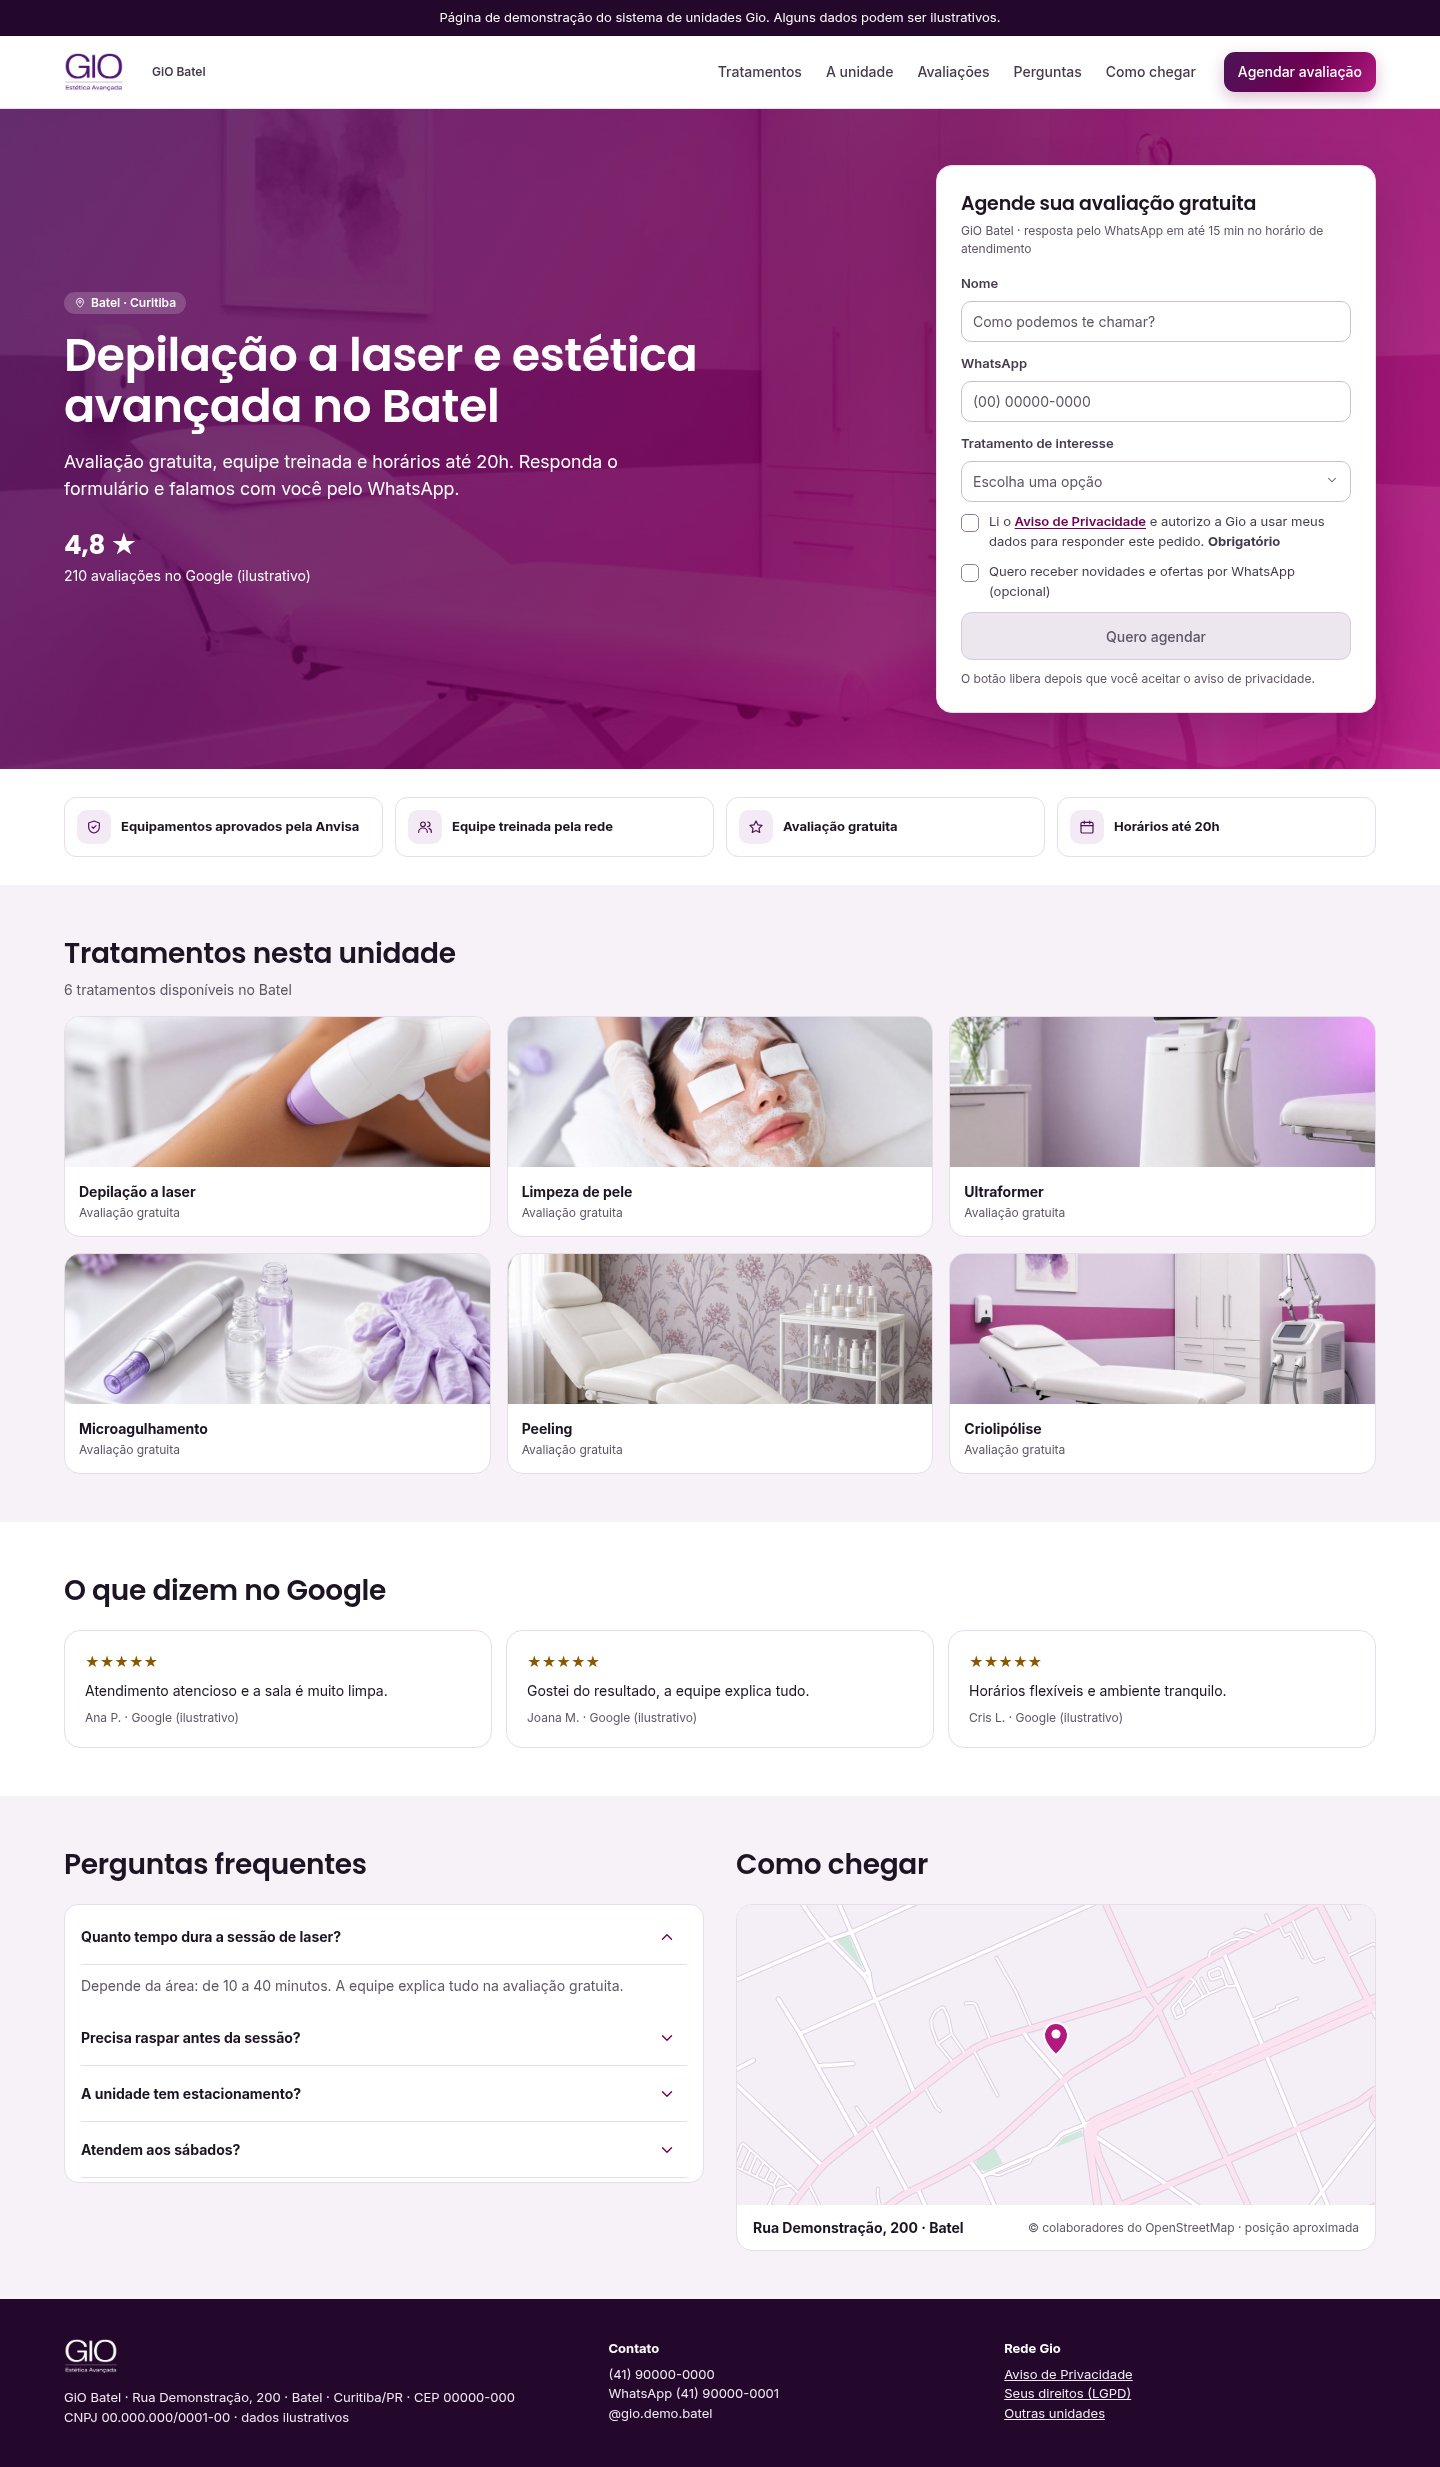 Página de demonstração do sistema de unidades Gio. Alguns dados podem ser ilustrativos.
GIO
Estética Avançada
GIO Batel
Tratamentos
A unidade
Avaliações
Perguntas
Como chegar
Agendar avaliação
Batel · Curitiba
Depilação a laser e estética
avançada no Batel
Avaliação gratuita, equipe treinada e horários até 20h. Responda o
formulário e falamos com você pelo WhatsApp.
4,8 ★
210 avaliações no Google (ilustrativo)
Agende sua avaliação gratuita
GIO Batel · resposta pelo WhatsApp em até 15 min no horário de
atendimento
Nome
Como podemos te chamar?
WhatsApp
(00) 00000-0000
Tratamento de interesse
Escolha uma opção
Li o Aviso de Privacidade e autorizo a Gio a usar meus
dados para responder este pedido. Obrigatório
Quero receber novidades e ofertas por WhatsApp
(opcional)
Quero agendar
O botão libera depois que você aceitar o aviso de privacidade.
Equipamentos aprovados pela Anvisa
Equipe treinada pela rede
Avaliação gratuita
Horários até 20h
Tratamentos nesta unidade
6 tratamentos disponíveis no Batel
Depilação a laser
Avaliação gratuita
Limpeza de pele
Avaliação gratuita
Ultraformer
Avaliação gratuita
Microagulhamento
Avaliação gratuita
Peeling
Avaliação gratuita
Criolipólise
Avaliação gratuita
O que dizem no Google
★★★★★
Atendimento atencioso e a sala é muito limpa.
Ana P. · Google (ilustrativo)
★★★★★
Gostei do resultado, a equipe explica tudo.
Joana M. · Google (ilustrativo)
★★★★★
Horários flexíveis e ambiente tranquilo.
Cris L. · Google (ilustrativo)
Perguntas frequentes
Quanto tempo dura a sessão de laser?
Depende da área: de 10 a 40 minutos. A equipe explica tudo na avaliação gratuita.
Precisa raspar antes da sessão?
A unidade tem estacionamento?
Atendem aos sábados?
Como chegar
Rua Demonstração, 200 · Batel
© colaboradores do OpenStreetMap · posição aproximada
GIO
Estética Avançada
GIO Batel · Rua Demonstração, 200 · Batel · Curitiba/PR · CEP 00000-000
CNPJ 00.000.000/0001-00 · dados ilustrativos
Contato
(41) 90000-0000
WhatsApp (41) 90000-0001
@gio.demo.batel
Rede Gio
Aviso de Privacidade
Seus direitos (LGPD)
Outras unidades